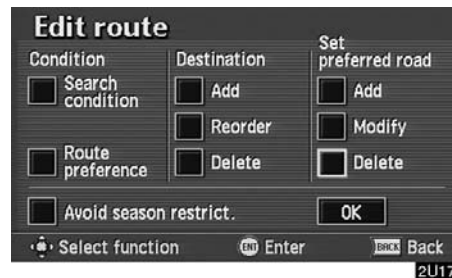 Edit route
Condition
Search
condition
Route
preference
Destination
Add
Reorder
Delete
Set
preferred road
Add
Modify
Delete
Avoid season restrict.
OK
Select function
ENT Enter
BACK Back
2U17